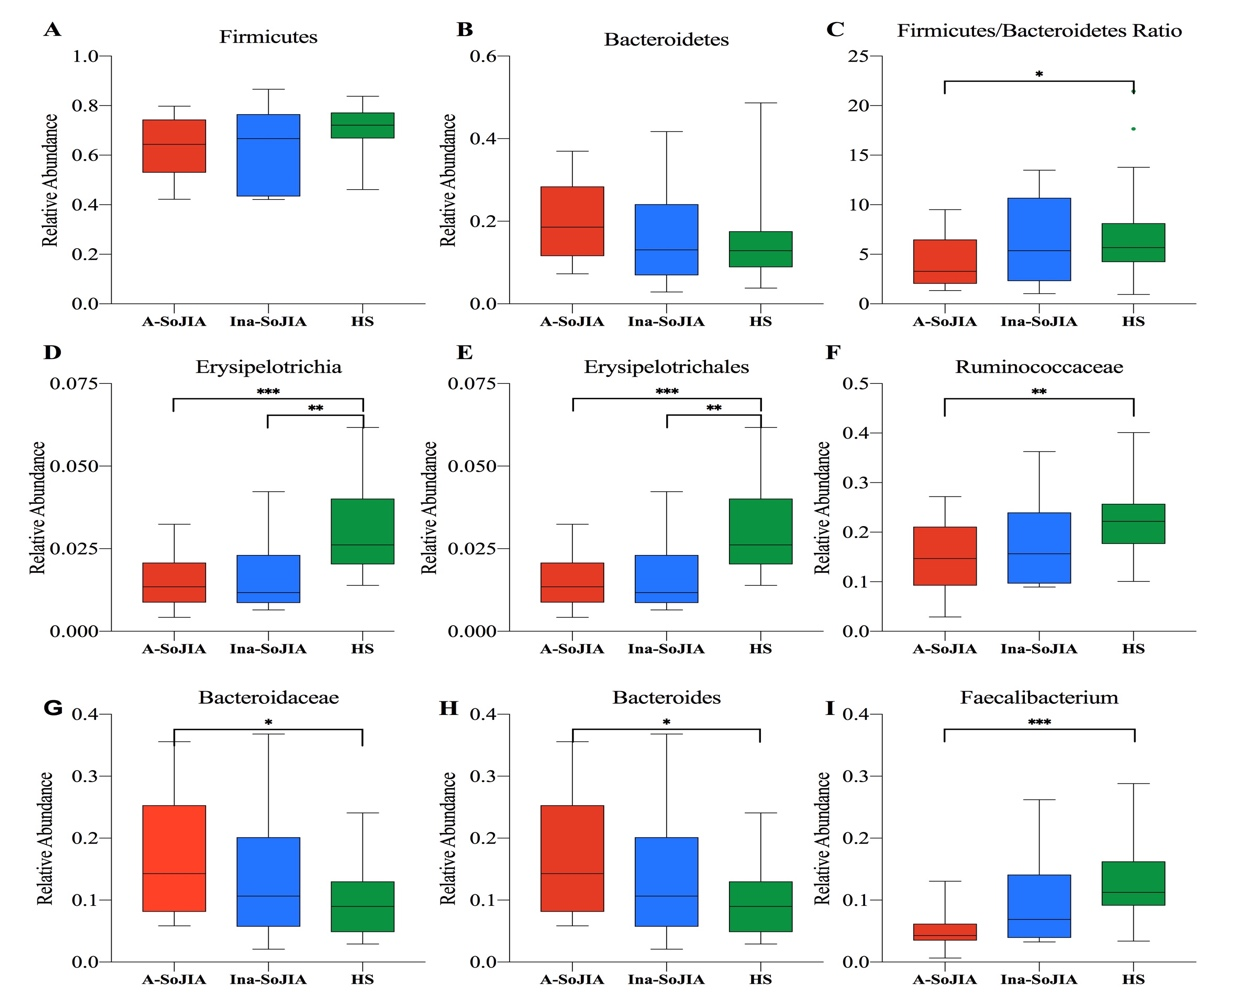 A
Firmicutes
Relative Abundance
1.0
0.8
0.6
0.4
0.2
0.0
A-SoJIA Ina-SoJIA HS
B
Bacteroidetes
Relative Abundance
0.6
0.4
0.2
0.0
A-SoJIA Ina-SoJIA HS
C
Firmicutes/Bacteroidetes Ratio
25
20
15
10
5
0
*
A-SoJIA Ina-SoJIA HS
D
Erysipelotrichia
Relative Abundance
0.075
0.050
0.025
0.000
***
**
A-SoJIA Ina-SoJIA HS
E
Erysipelotrichales
Relative Abundance
0.075
0.050
0.025
0.000
***
**
A-SoJIA Ina-SoJIA HS
F
Ruminococcaceae
Relative Abundance
0.5
0.4
0.3
0.2
0.1
0.0
**
A-SoJIA Ina-SoJIA HS
G
Bacteroidaceae
Relative Abundance
0.4
0.3
0.2
0.1
0.0
*
A-SoJIA Ina-SoJIA HS
H
Bacteroides
Relative Abundance
0.4
0.3
0.2
0.1
0.0
*
A-SoJIA Ina-SoJIA HS
I
Faecalibacterium
Relative Abundance
0.4
0.3
0.2
0.1
0.0
***
A-SoJIA Ina-SoJIA HS